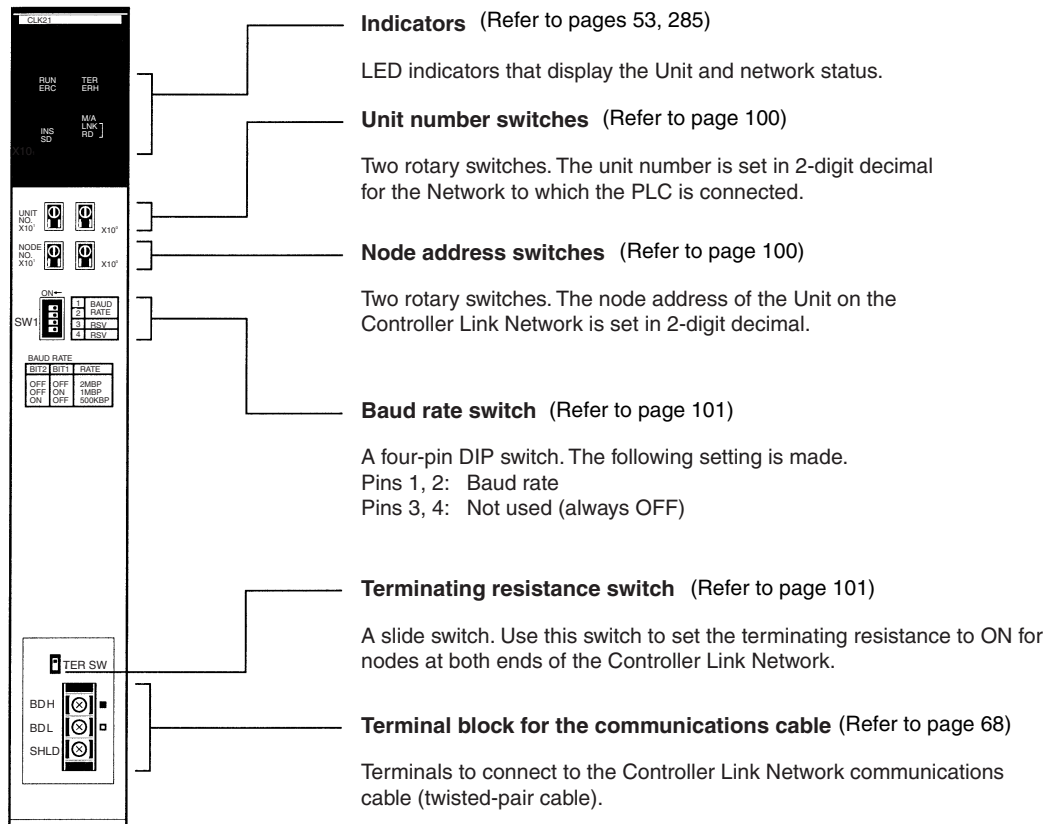 CLK21
RUN TER
ERC ERH
M/A
INS LNK
SD RD
X10
UNIT
NO.
X10¹ X10⁰
NODE
NO.
X10¹ X10⁰
ON←
SW1
1 BAUD
2 RATE
3 RSV
4 RSV
BAUD RATE
BIT2 BIT1 RATE
OFF OFF 2MBP
OFF ON 1MBP
ON OFF 500KBP
TER SW
BDH
BDL
SHLD
Indicators (Refer to pages 53, 285)
LED indicators that display the Unit and network status.
Unit number switches (Refer to page 100)
Two rotary switches. The unit number is set in 2-digit decimal
for the Network to which the PLC is connected.
Node address switches (Refer to page 100)
Two rotary switches. The node address of the Unit on the
Controller Link Network is set in 2-digit decimal.
Baud rate switch (Refer to page 101)
A four-pin DIP switch. The following setting is made.
Pins 1, 2: Baud rate
Pins 3, 4: Not used (always OFF)
Terminating resistance switch (Refer to page 101)
A slide switch. Use this switch to set the terminating resistance to ON for
nodes at both ends of the Controller Link Network.
Terminal block for the communications cable (Refer to page 68)
Terminals to connect to the Controller Link Network communications
cable (twisted-pair cable).